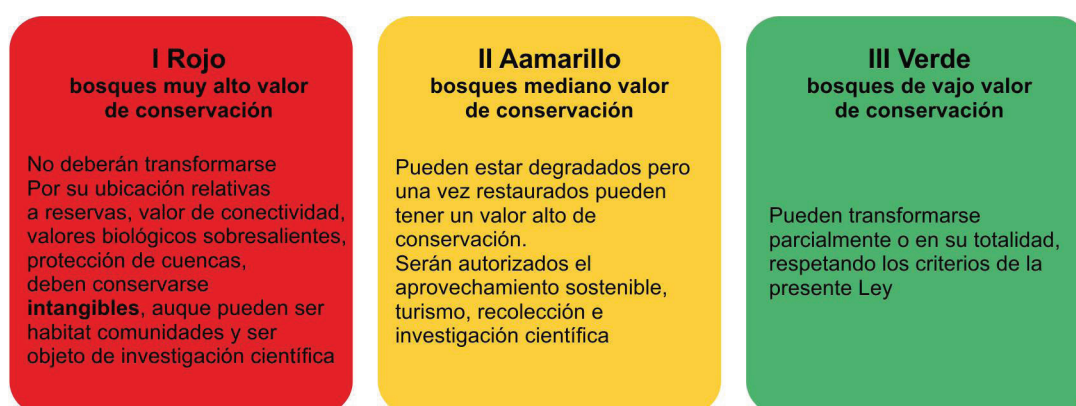 I Rojo
bosques muy alto valor
de conservación
No deberán transformarse
Por su ubicación relativas
a reservas, valor de conectividad,
valores biológicos sobresalientes,
protección de cuencas,
deben conservarse
intangibles, auque pueden ser
habitat comunidades y ser
objeto de investigación científica
II Aamarillo
bosques mediano valor
de conservación
Pueden estar degradados pero
una vez restaurados pueden
tener un valor alto de
conservación.
Serán autorizados el
aprovechamiento sostenible,
turismo, recolección e
investigación científica
III Verde
bosques de vajo valor
de conservación
Pueden transformarse
parcialmente o en su totalidad,
respetando los criterios de la
presente Ley